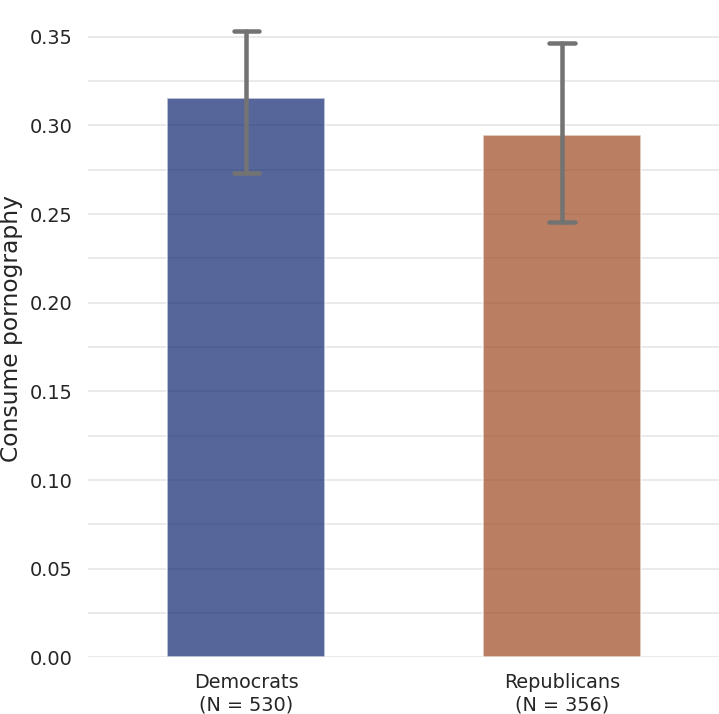 Consume pornography
0.35
0.30
0.25
0.20
0.15
0.10
0.05
0.00
Democrats
(N = 530)
Republicans
(N = 356)